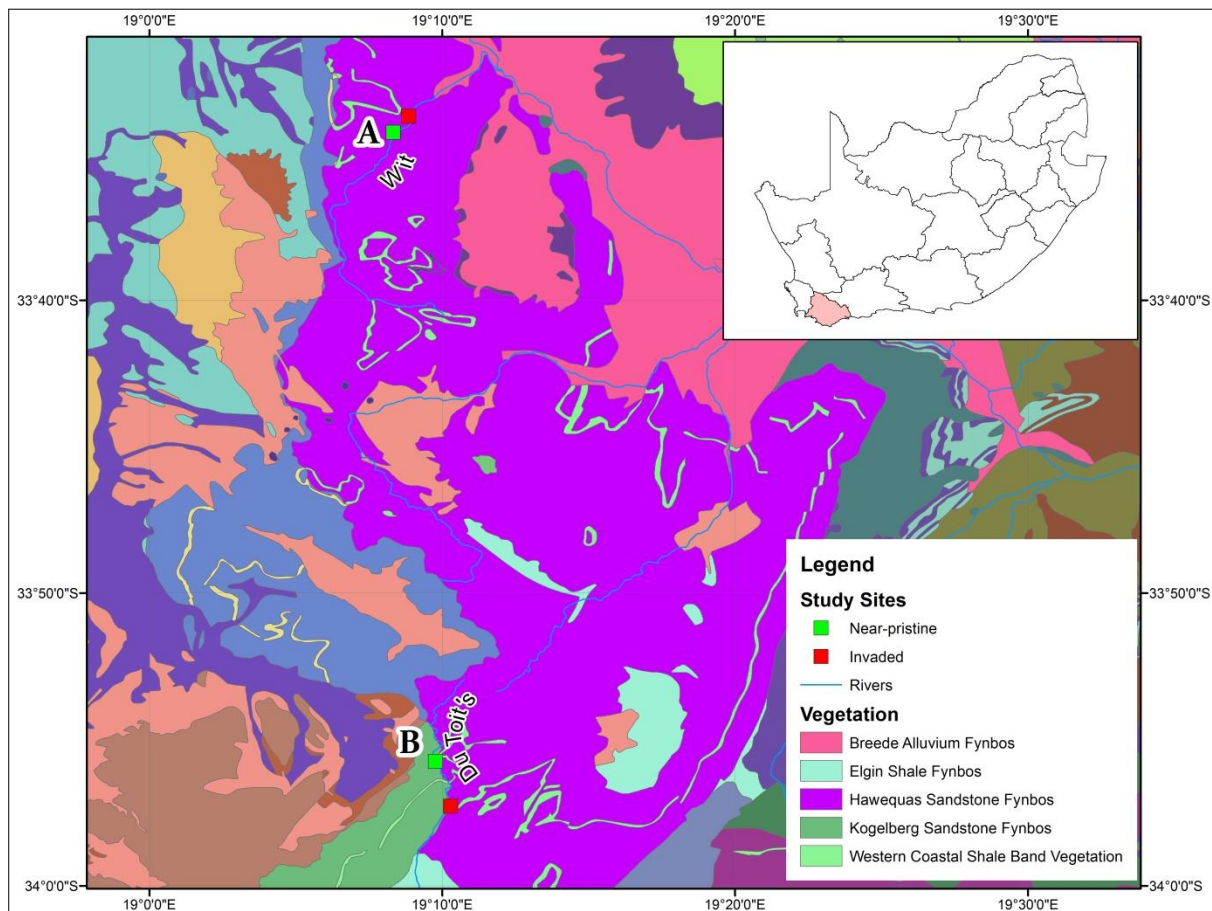 19°0'0"E
19°10'0"E
19°20'0"E
19°30'0"E
A
Wit
33°40'0"S
33°40'0"S
33°50'0"S
33°50'0"S
B
Du Toit's
34°0'0"S
34°0'0"S
Legend
Study Sites
Near-pristine
Invaded
Rivers
Vegetation
Breede Alluvium Fynbos
Elgin Shale Fynbos
Hawequas Sandstone Fynbos
Kogelberg Sandstone Fynbos
Western Coastal Shale Band Vegetation
19°0'0"E
19°10'0"E
19°20'0"E
19°30'0"E